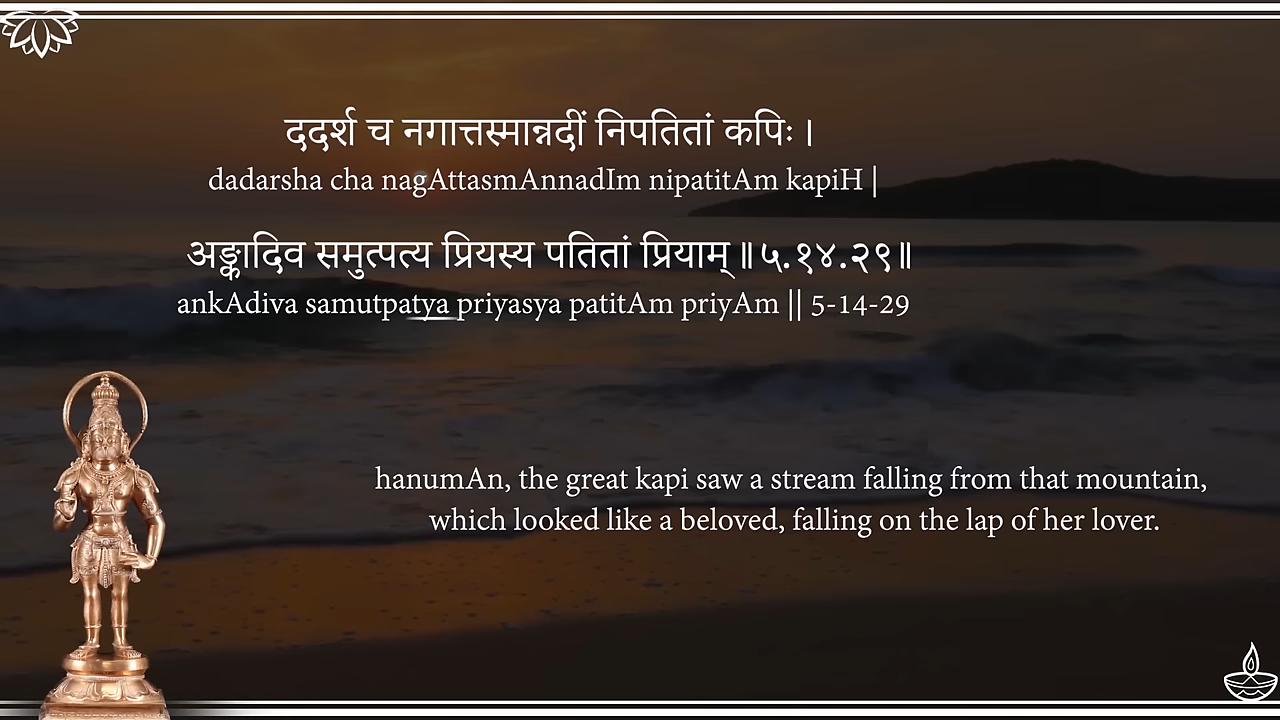 ददर्श च नगात्तस्मान्नदीं निपतितां कपिः ।
dadarsha cha nagAttasmAnnadIm nipatitAm kapiH |
अङ्कादिव समुत्पत्य प्रियस्य पतितां प्रियाम् ॥५.१४.२९॥
ankAdiva samutpatya priyasya patitAm priyAm || 5-14-29
hanumAn, the great kapi saw a stream falling from that mountain,
which looked like a beloved, falling on the lap of her lover.